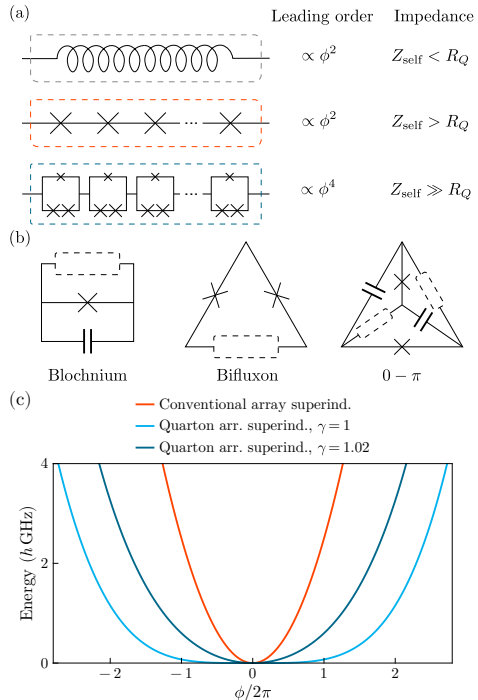 (a)
Leading order Impedance
∝ ϕ² Z_self < R_Q
∝ ϕ² Z_self > R_Q
...
∝ ϕ⁴ Z_self ≫ R_Q
...
(b)
Blochnium Bifluxon 0 − π
(c)
Conventional array superind.
Quarton arr. superind., γ = 1
Quarton arr. superind., γ = 1.02
Energy (h GHz)
4
2
0
−2 −1 0 1 2
ϕ/2π